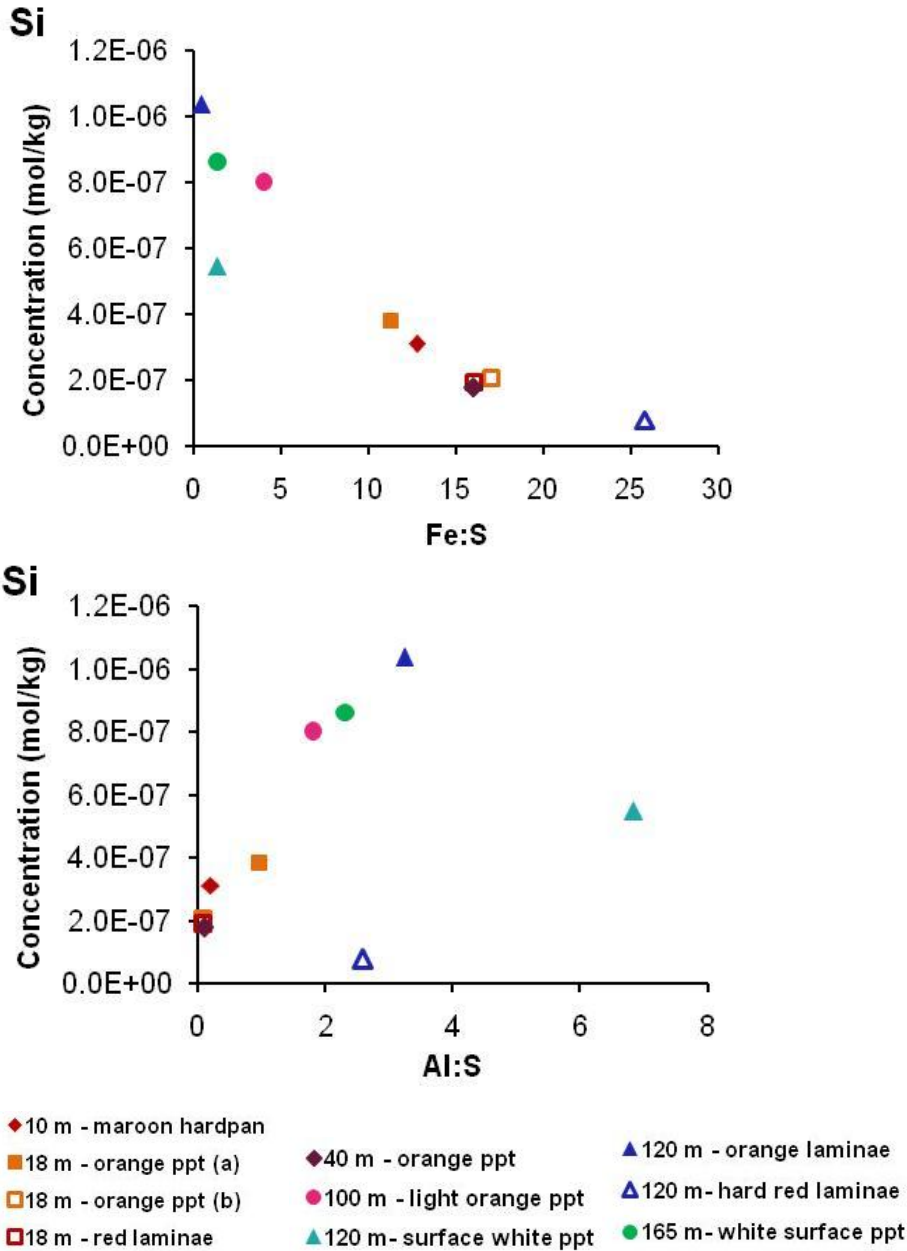 Si
Concentration (mol/kg)
1.2E-06
1.0E-06
8.0E-07
6.0E-07
4.0E-07
2.0E-07
0.0E+00
0 5 10 15 20 25 30
Fe:S
Si
Concentration (mol/kg)
1.2E-06
1.0E-06
8.0E-07
6.0E-07
4.0E-07
2.0E-07
0.0E+00
0 2 4 6 8
Al:S
10 m - maroon hardpan
18 m - orange ppt (a)
18 m - orange ppt (b)
18 m - red laminae
40 m - orange ppt
100 m - light orange ppt
120 m- surface white ppt
120 m - orange laminae
120 m- hard red laminae
165 m- white surface ppt